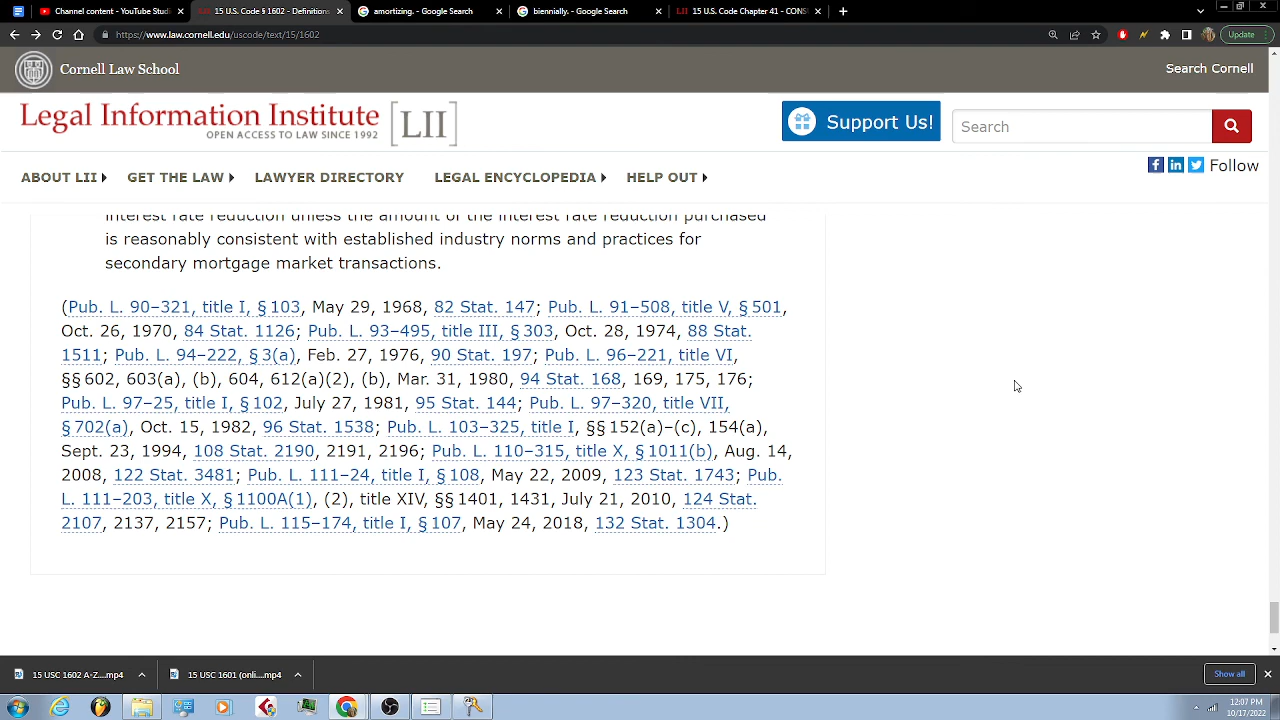 Channel content - YouTube Studi
15 U.S. Code § 1602 - Definitions
amortizing. - Google Search
biennially. - Google Search
LII
15 U.S. Code Chapter 41 - CONS
https://www.law.cornell.edu/uscode/text/15/1602
Update
Cornell Law School
Search Cornell
Legal Information Institute
OPEN ACCESS TO LAW SINCE 1992
[LII]
Support Us!
Search
ABOUT LII
GET THE LAW
LAWYER DIRECTORY
LEGAL ENCYCLOPEDIA
HELP OUT
Follow
interest rate reduction unless the amount of the interest rate reduction purchased
is reasonably consistent with established industry norms and practices for
secondary mortgage market transactions.
(Pub. L. 90–321, title I, § 103, May 29, 1968, 82 Stat. 147; Pub. L. 91–508, title V, § 501,
Oct. 26, 1970, 84 Stat. 1126; Pub. L. 93–495, title III, § 303, Oct. 28, 1974, 88 Stat.
1511; Pub. L. 94–222, § 3(a), Feb. 27, 1976, 90 Stat. 197; Pub. L. 96–221, title VI,
§§ 602, 603(a), (b), 604, 612(a)(2), (b), Mar. 31, 1980, 94 Stat. 168, 169, 175, 176;
Pub. L. 97–25, title I, § 102, July 27, 1981, 95 Stat. 144; Pub. L. 97–320, title VII,
§ 702(a), Oct. 15, 1982, 96 Stat. 1538; Pub. L. 103–325, title I, §§ 152(a)–(c), 154(a),
Sept. 23, 1994, 108 Stat. 2190, 2191, 2196; Pub. L. 110–315, title X, § 1011(b), Aug. 14,
2008, 122 Stat. 3481; Pub. L. 111–24, title I, § 108, May 22, 2009, 123 Stat. 1743; Pub.
L. 111–203, title X, § 1100A(1), (2), title XIV, §§ 1401, 1431, July 21, 2010, 124 Stat.
2107, 2137, 2157; Pub. L. 115–174, title I, § 107, May 24, 2018, 132 Stat. 1304.)
15 USC 1602 A-Z....mp4
15 USC 1601 (onli....mp4
Show all
12:07 PM
10/17/2022